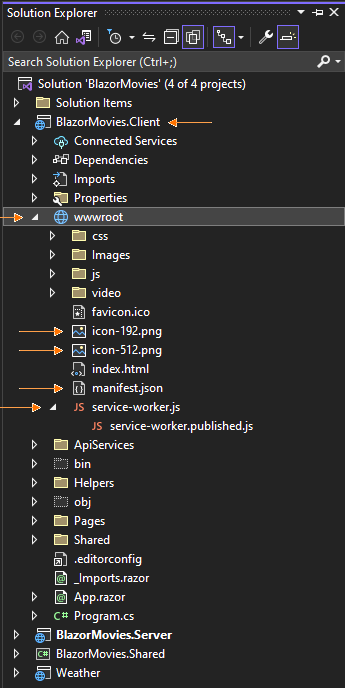 Solution Explorer
Search Solution Explorer (Ctrl+;)
Solution 'BlazorMovies' (4 of 4 projects)
Solution Items
BlazorMovies.Client
Connected Services
Dependencies
Imports
Properties
wwwroot
css
Images
js
video
favicon.ico
icon-192.png
icon-512.png
index.html
manifest.json
JS service-worker.js
JS service-worker.published.js
ApiServices
bin
Helpers
obj
Pages
Shared
.editorconfig
_Imports.razor
App.razor
C# Program.cs
BlazorMovies.Server
C# BlazorMovies.Shared
Weather